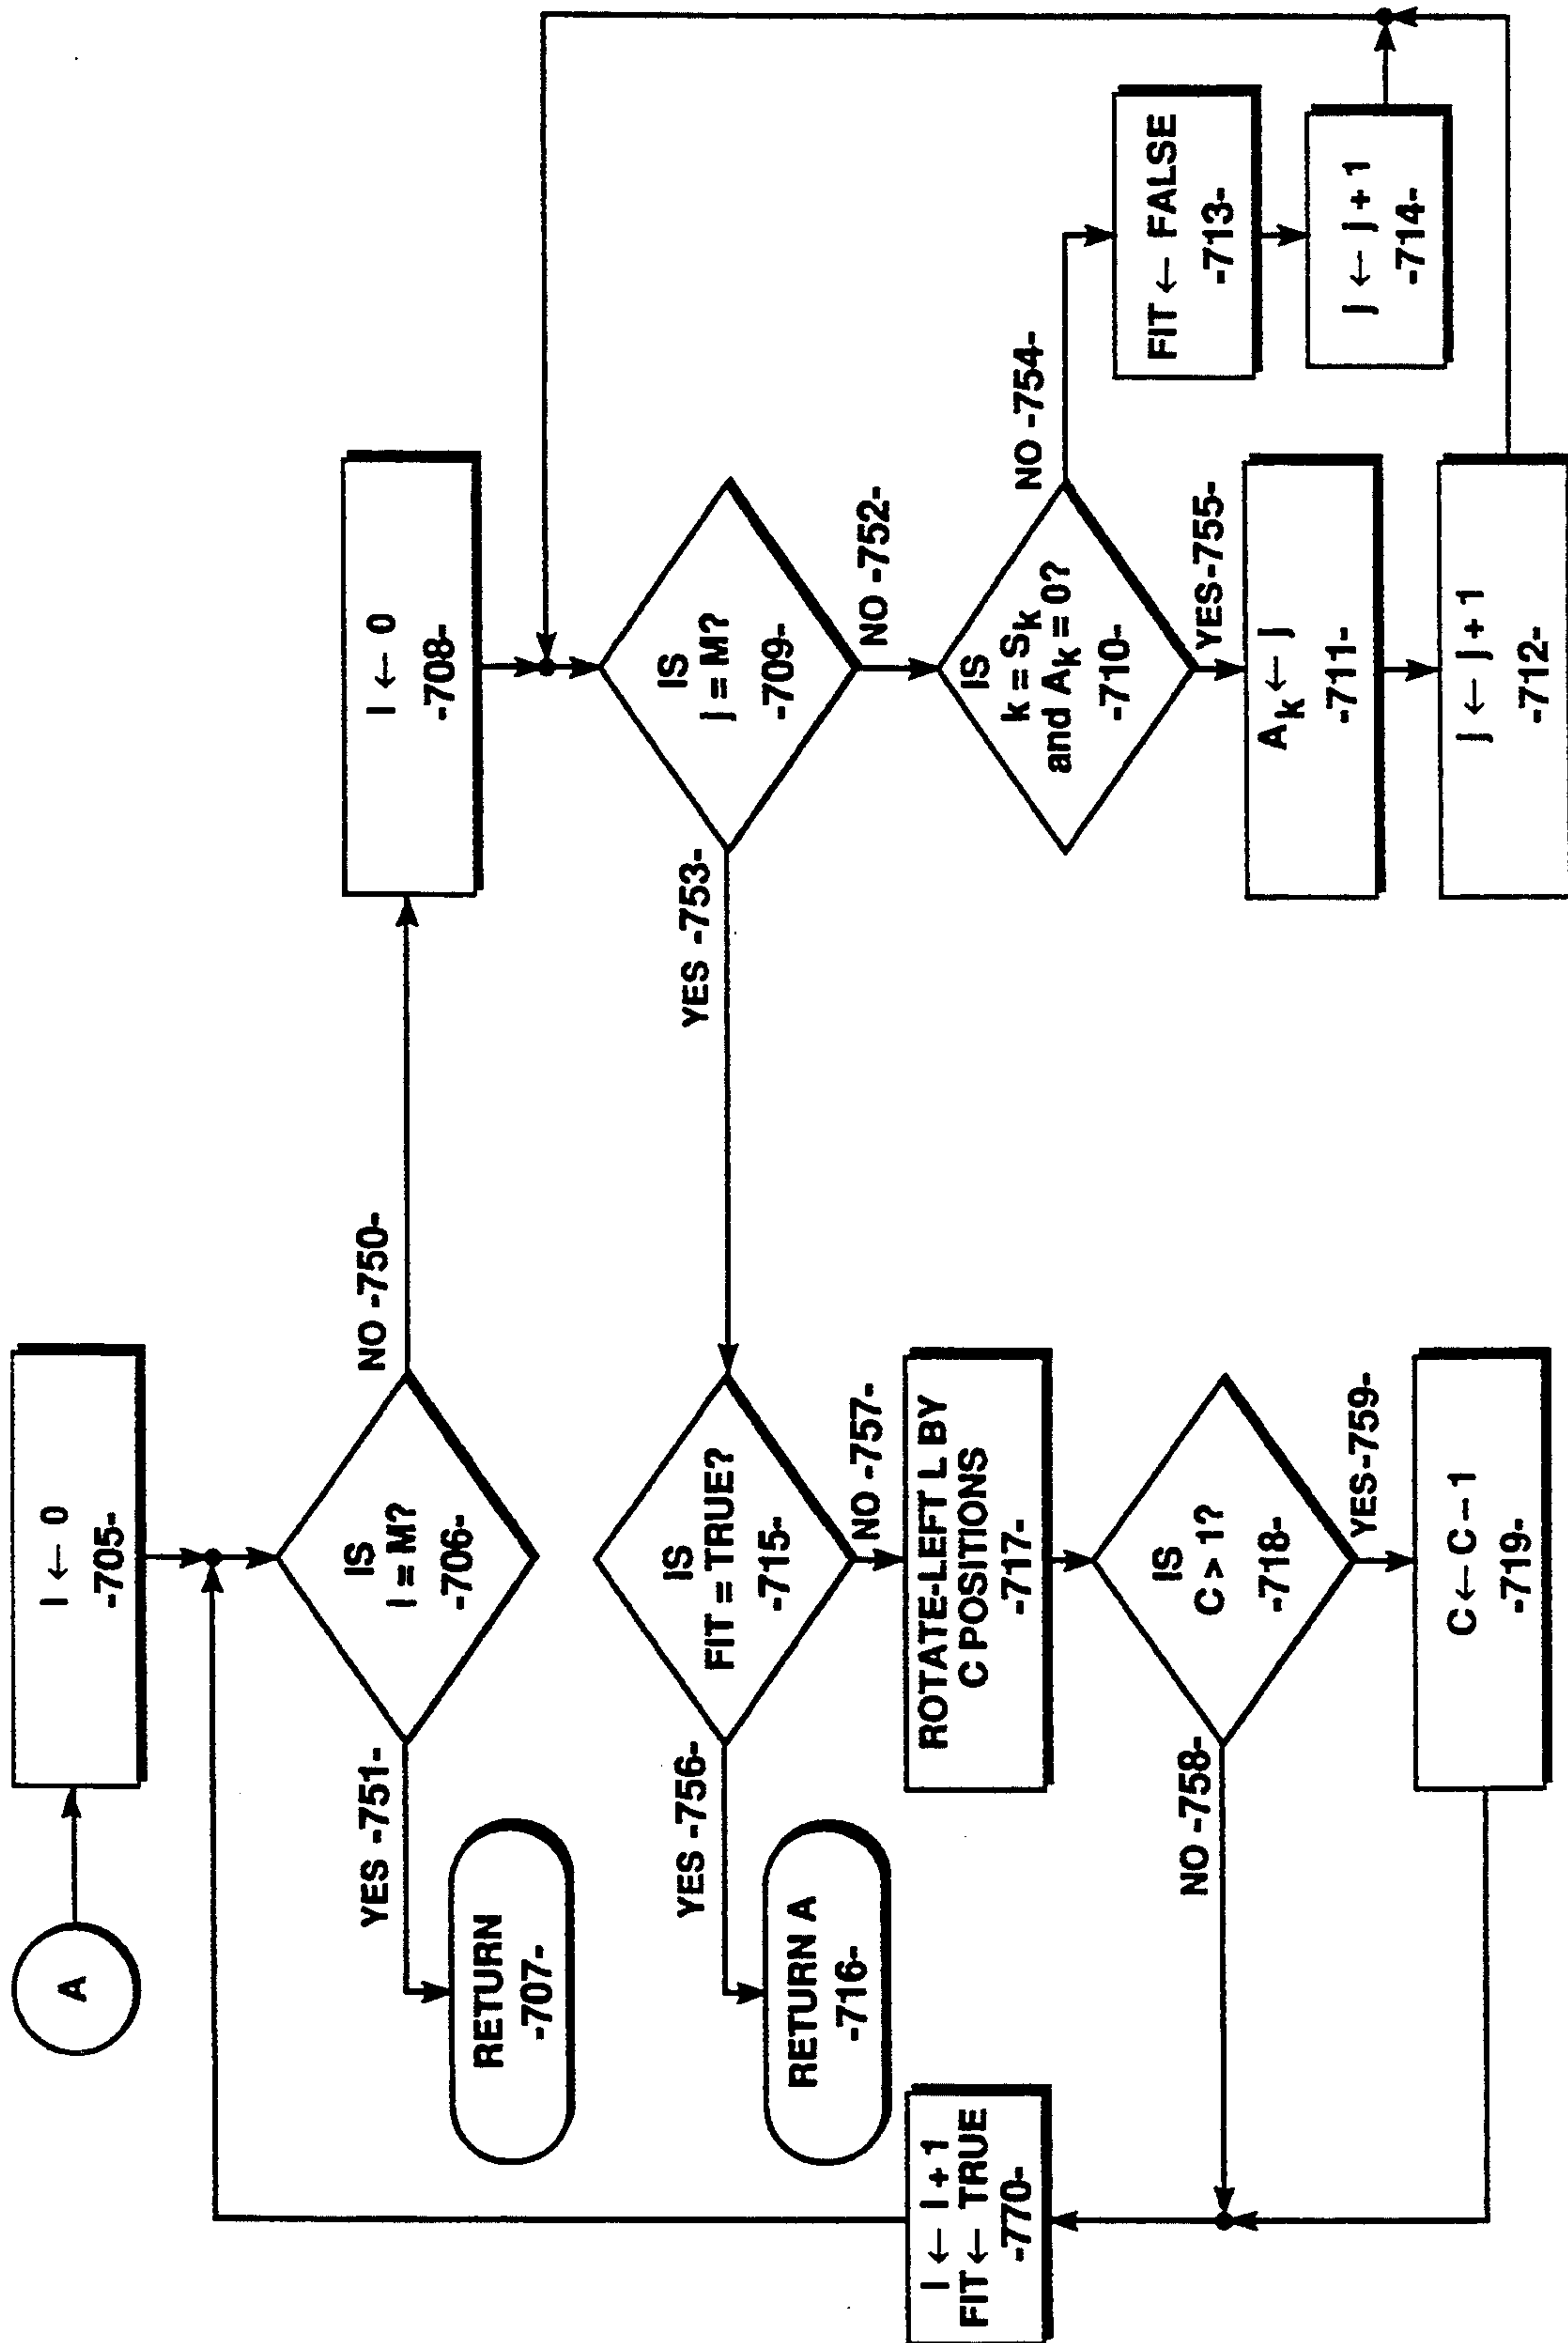 A
I ← 0
-705-
IS
I = M?
-706-
YES -751-
NO -750-
RETURN
-707-
I ← 0
-708-
IS
j = M?
-709-
YES -753-
NO -752-
IS
k = Sk
and Ak = 0?
-710-
NO -754-
YES-755-
FIT ← FALSE
-713-
j ← j + 1
-714-
Ak ← j
-711-
j ← j + 1
-712-
IS
FIT = TRUE?
-715-
YES -756-
NO -757-
RETURN A
-716-
ROTATE-LEFT L BY
C POSITIONS
-717-
IS
C > 1?
-718-
NO -758-
YES-759-
C ← C - 1
-719-
I ← I + 1
FIT ← TRUE
-770-